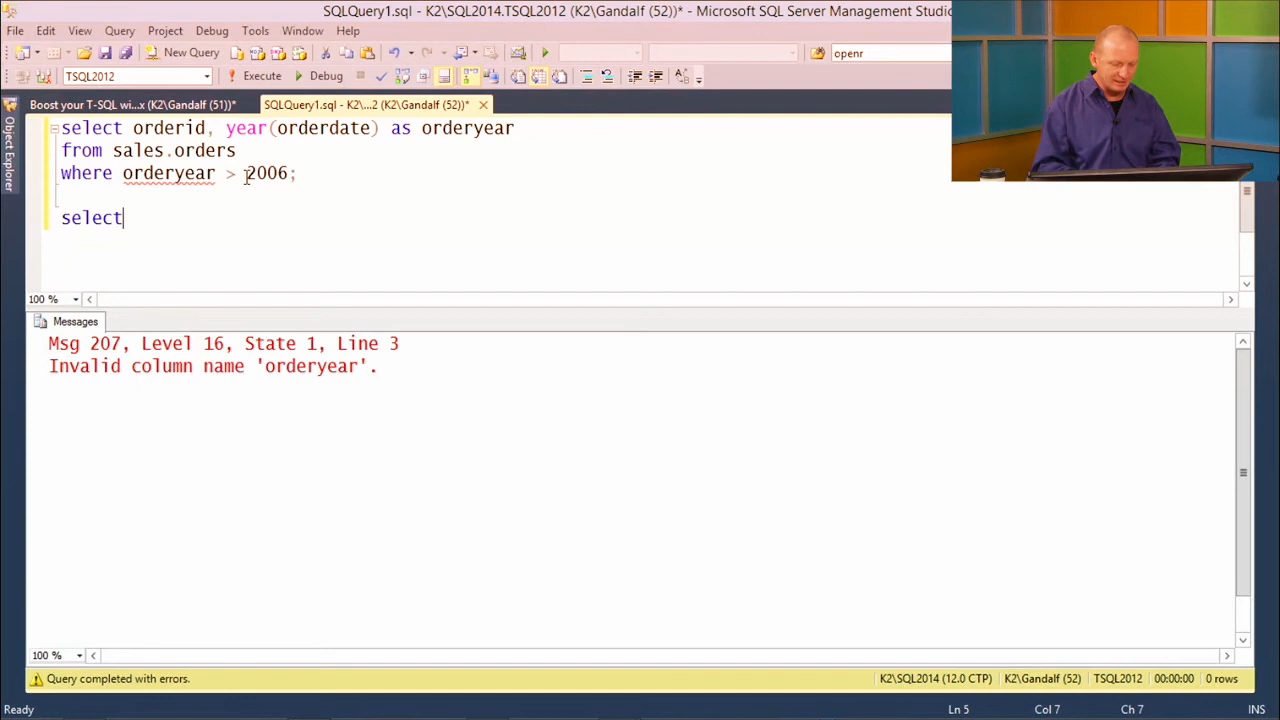 SQLQuery1.sql - K2\SQL2014.TSQL2012 (K2\Gandalf (52))* - Microsoft SQL Server Management Studio
File Edit View Query Project Debug Tools Window Help
New Query openr
TSQL2012 Execute Debug
Boost your T-SQL wi...x (K2\Gandalf (51))* SQLQuery1.sql - K2\...2 (K2\Gandalf (52))*
Object Explorer
select orderid, year(orderdate) as orderyear
from sales.orders
where orderyear > 2006;
select
100 %
Messages
Msg 207, Level 16, State 1, Line 3
Invalid column name 'orderyear'.
100 %
Query completed with errors. K2\SQL2014 (12.0 CTP) K2\Gandalf (52) TSQL2012 00:00:00 0 rows
Ready Ln 5 Col 7 Ch 7 INS